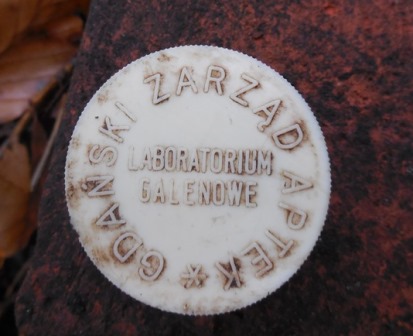 GDAŃSKI ZARZĄD APTEK *
LABORATORIUM
GALENOWE